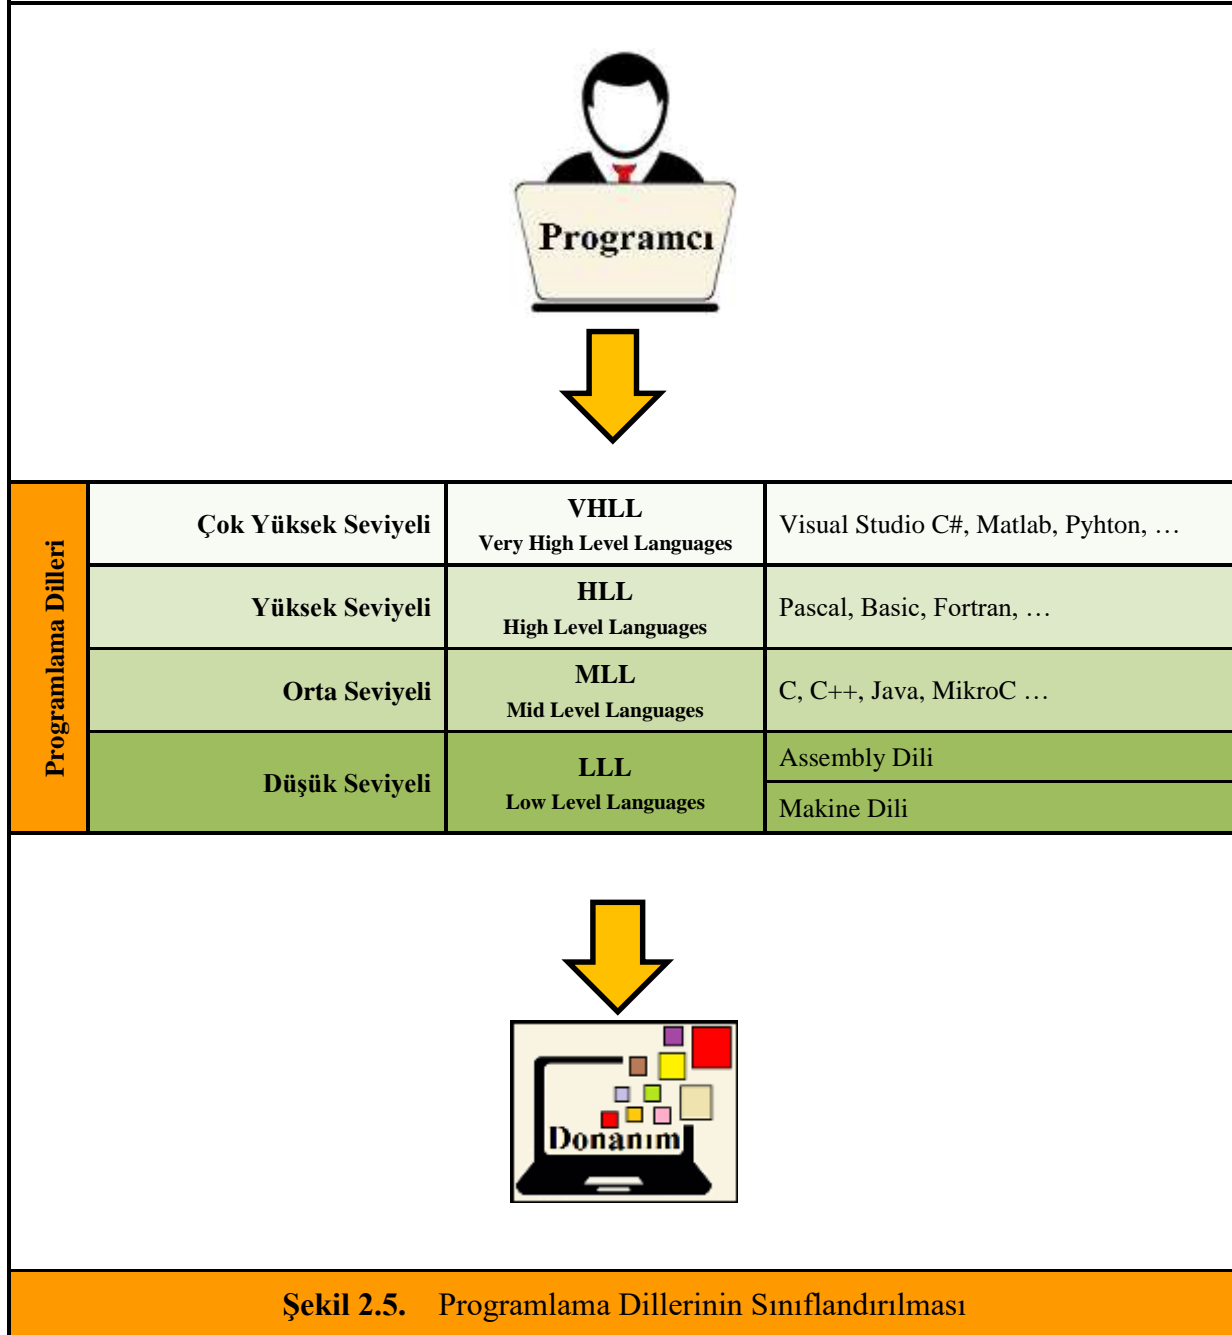 Programcı
Programlama Dilleri
Çok Yüksek Seviyeli
VHLL
Very High Level Languages
Visual Studio C#, Matlab, Pyhton, …
Yüksek Seviyeli
HLL
High Level Languages
Pascal, Basic, Fortran, …
Orta Seviyeli
MLL
Mid Level Languages
C, C++, Java, MikroC …
Düşük Seviyeli
LLL
Low Level Languages
Assembly Dili
Makine Dili
Donanım
Şekil 2.5. Programlama Dillerinin Sınıflandırılması